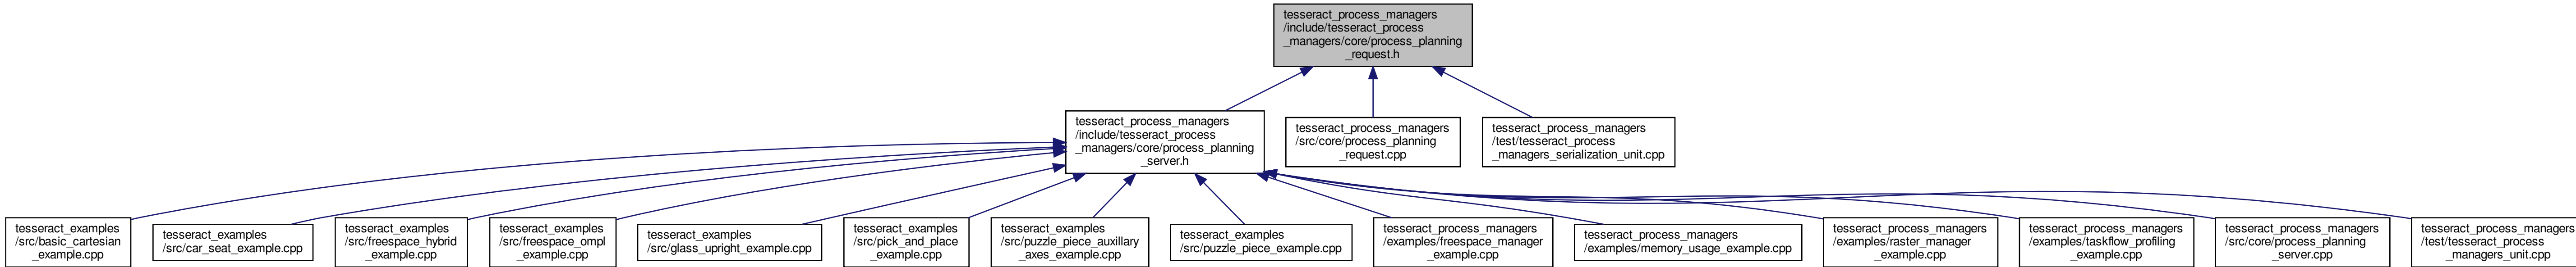 tesseract_process_managers
/include/tesseract_process
_managers/core/process_planning
_request.h
tesseract_process_managers
/include/tesseract_process
_managers/core/process_planning
_server.h
tesseract_process_managers
/src/core/process_planning
_request.cpp
tesseract_process_managers
/test/tesseract_process
_managers_serialization_unit.cpp
tesseract_examples
/src/basic_cartesian
_example.cpp
tesseract_examples
/src/car_seat_example.cpp
tesseract_examples
/src/freespace_hybrid
_example.cpp
tesseract_examples
/src/freespace_ompl
_example.cpp
tesseract_examples
/src/glass_upright_example.cpp
tesseract_examples
/src/pick_and_place
_example.cpp
tesseract_examples
/src/puzzle_piece_auxillary
_axes_example.cpp
tesseract_examples
/src/puzzle_piece_example.cpp
tesseract_process_managers
/examples/freespace_manager
_example.cpp
tesseract_process_managers
/examples/memory_usage_example.cpp
tesseract_process_managers
/examples/raster_manager
_example.cpp
tesseract_process_managers
/examples/taskflow_profiling
_example.cpp
tesseract_process_managers
/src/core/process_planning
_server.cpp
tesseract_process_managers
/test/tesseract_process
_managers_unit.cpp